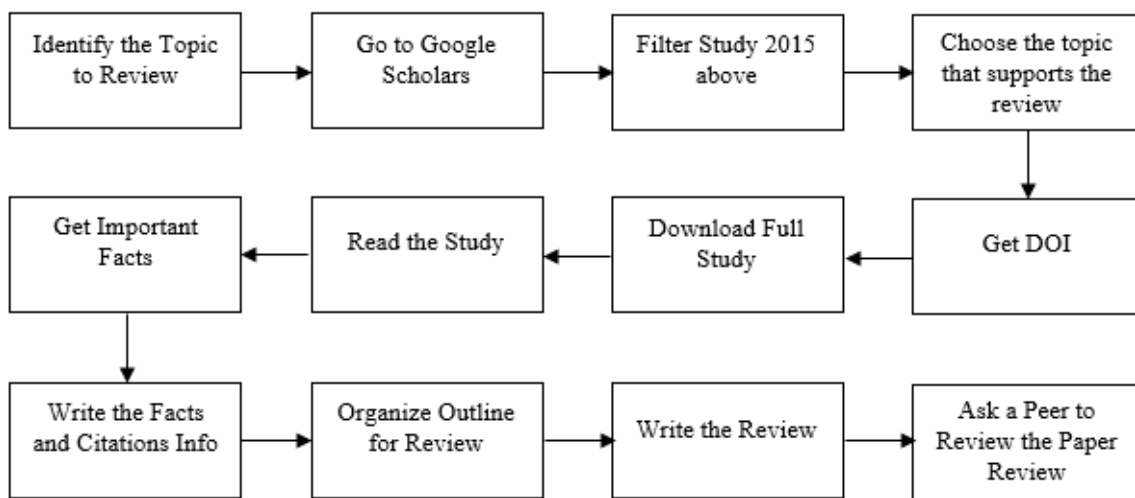 Identify the Topic
to Review
Go to Google
Scholars
Filter Study 2015
above
Choose the topic
that supports the
review
Get DOI
Download Full
Study
Read the Study
Get Important
Facts
Write the Facts
and Citations Info
Organize Outline
for Review
Write the Review
Ask a Peer to
Review the Paper
Review